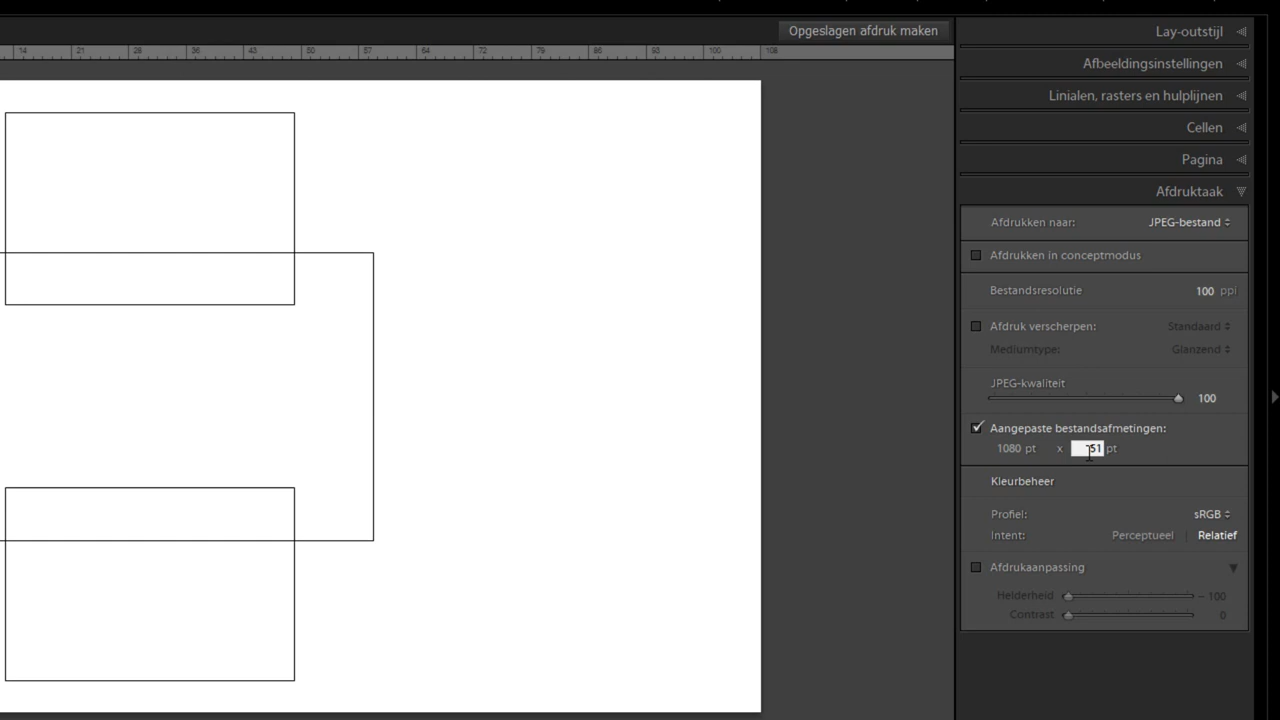 Opgeslagen afdruk maken
14 21 28 36 43 50 57 64 72 79 86 93 100 108
Lay-outstijl
Afbeeldingsinstellingen
Linialen, rasters en hulplijnen
Cellen
Pagina
Afdruktaak
Afdrukken naar: JPEG-bestand
Afdrukken in conceptmodus
Bestandsresolutie 100 ppi
Afdruk verscherpen: Standaard
Mediumtype: Glanzend
JPEG-kwaliteit
100
Aangepaste bestandsafmetingen:
1080 pt x 51 pt
Kleurbeheer
Profiel: sRGB
Intent: Perceptueel Relatief
Afdrukaanpassing
Helderheid – 100
Contrast 0